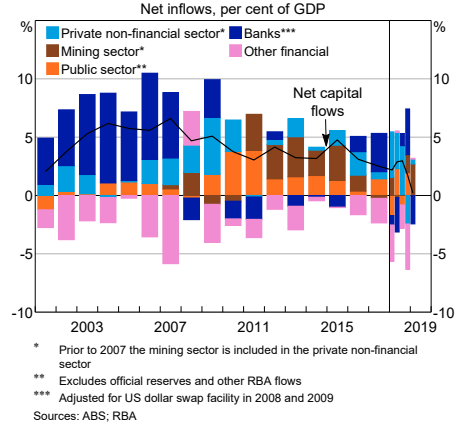 Net inflows, per cent of GDP
% %
Private non-financial sector* Banks***
Mining sector* Other financial
Public sector**
10 10
Net capital
flows
5 5
0 0
-5 -5
-10 -10
2003 2007 2011 2015 2019
* Prior to 2007 the mining sector is included in the private non-financial
sector
** Excludes official reserves and other RBA flows
*** Adjusted for US dollar swap facility in 2008 and 2009
Sources: ABS; RBA